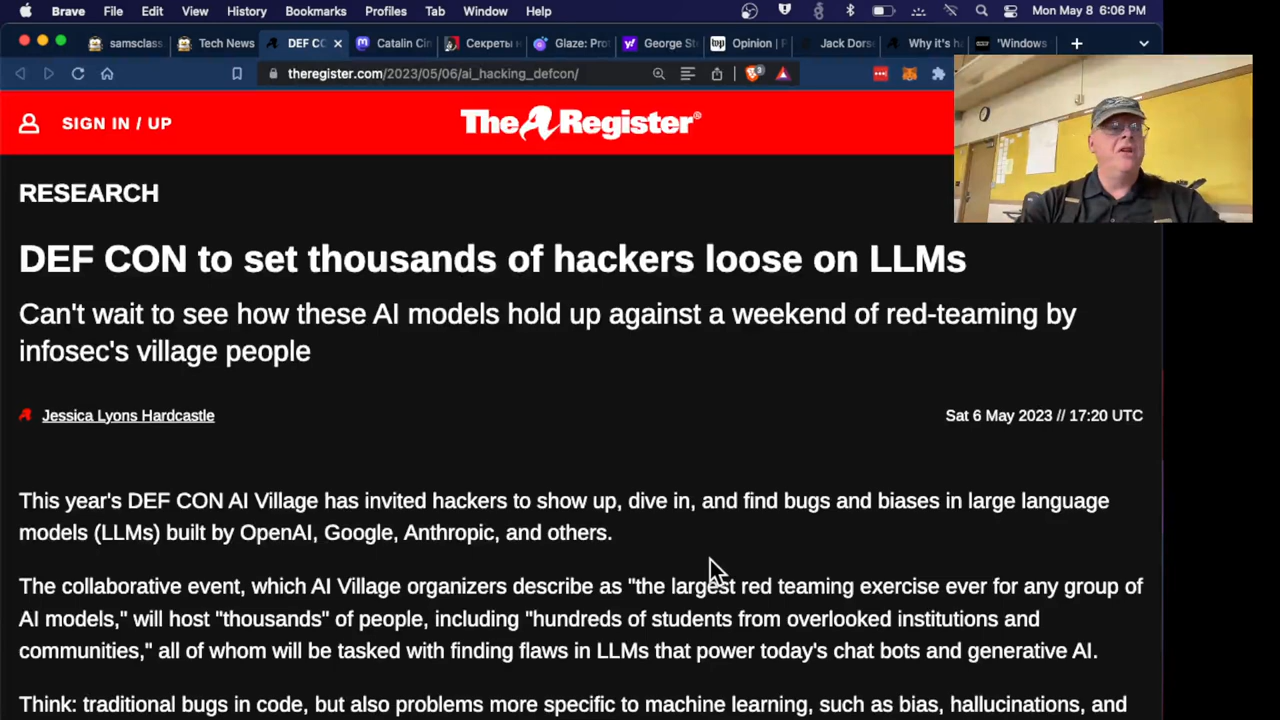 Brave File Edit View History Bookmarks Profiles Tab Window Help Mon May 8 6:06 PM
samsclass. Tech News DEF CO Catalin Cin Секреты Glaze: Pro George St Opinion | Jack Dors Why it's ha 'Windows
theregister.com/2023/05/06/ai_hacking_defcon/
SIGN IN / UP The Register®
RESEARCH
DEF CON to set thousands of hackers loose on LLMs
Can't wait to see how these AI models hold up against a weekend of red-teaming by
infosec's village people
Jessica Lyons Hardcastle Sat 6 May 2023 // 17:20 UTC
This year's DEF CON AI Village has invited hackers to show up, dive in, and find bugs and biases in large language
models (LLMs) built by OpenAI, Google, Anthropic, and others.
The collaborative event, which AI Village organizers describe as "the largest red teaming exercise ever for any group of
AI models," will host "thousands" of people, including "hundreds of students from overlooked institutions and
communities," all of whom will be tasked with finding flaws in LLMs that power today's chat bots and generative AI.
Think: traditional bugs in code, but also problems more specific to machine learning, such as bias, hallucinations, and